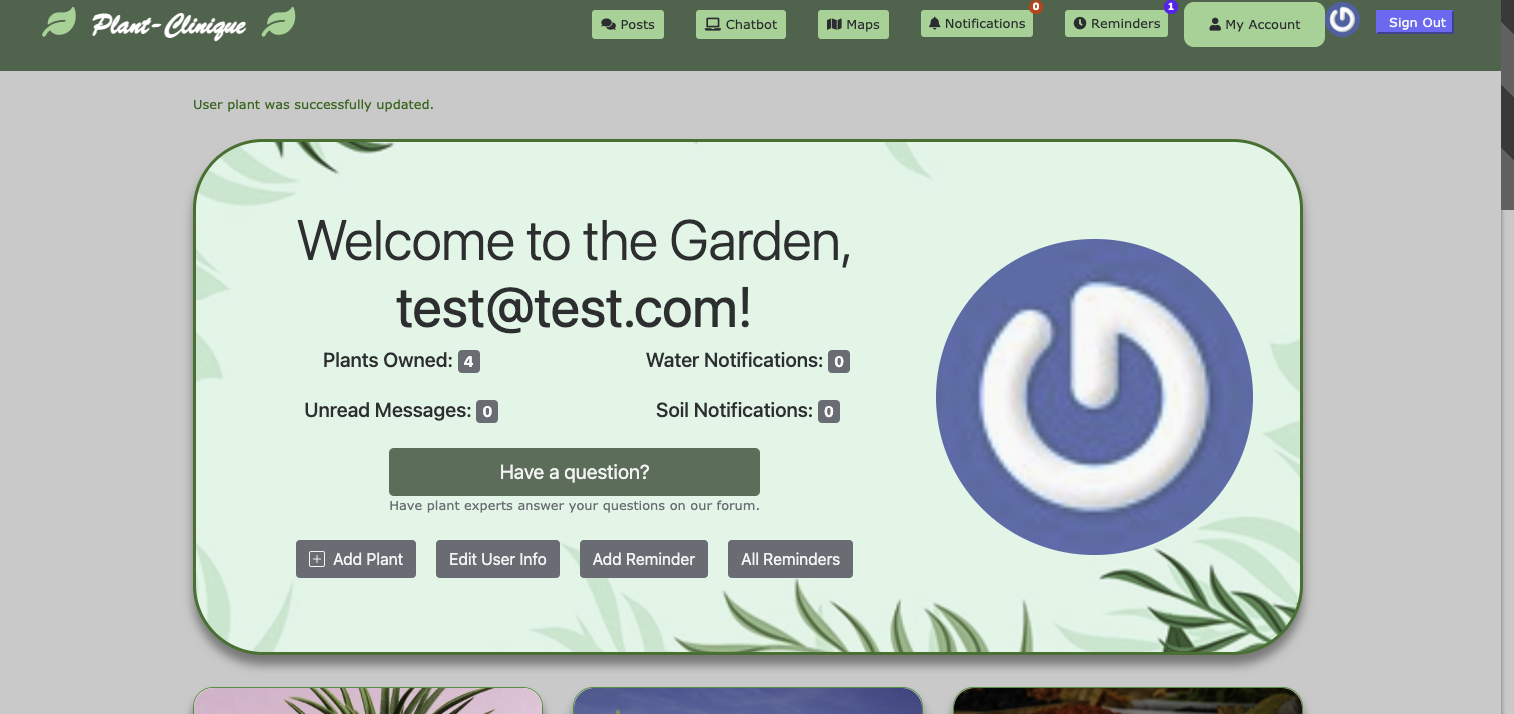 Plant-Clinique
Posts
Chatbot
Maps
Notifications 0
Reminders 1
My Account
Sign Out
User plant was successfully updated.
Welcome to the Garden,
test@test.com!
Plants Owned: 4
Water Notifications: 0
Unread Messages: 0
Soil Notifications: 0
Have a question?
Have plant experts answer your questions on our forum.
Add Plant
Edit User Info
Add Reminder
All Reminders